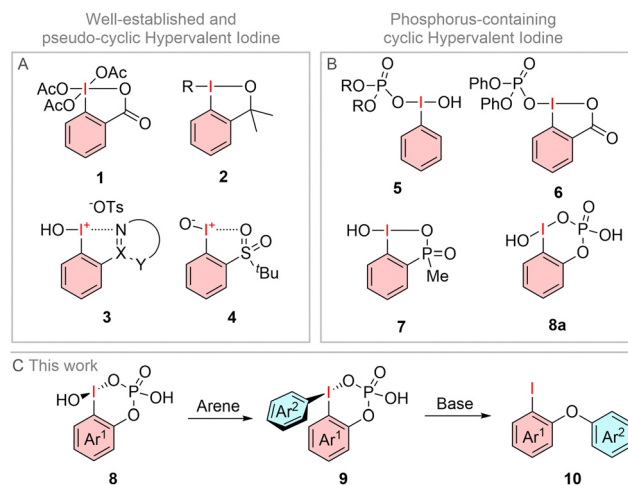 Well-established and
pseudo-cyclic Hypervalent Iodine
Phosphorus-containing
cyclic Hypervalent Iodine
A
OAc
AcO
AcO
I
O
O
1
R
I
O
2
⁻OTs
HO
I⁺
N
X
Y
3
O⁻
I⁺
O
S
O
ᵗBu
4
B
O
RO
P
RO
O
I
OH
5
O
PhO
P
PhO
O
I
O
O
6
HO
I
O
P
O
Me
7
HO
I
O
O
P
OH
O
8a
C This work
HO
I
O
O
P
OH
O
Ar¹
8
Arene
Ar²
I
O
O
P
OH
O
Ar¹
9
Base
I
O
Ar¹
Ar²
10